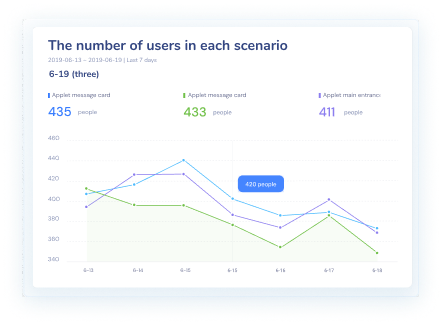 The number of users in each scenario
2019-06-13 ~ 2019-06-19 | Last 7 days
6-19 (three)
Applet message card Applet message card Applet main entranc
435 people 433 people 411 people
460
440
420
400
380
360
340
420 people
6-13 6-14 6-15 6-15 6-16 6-17 6-18